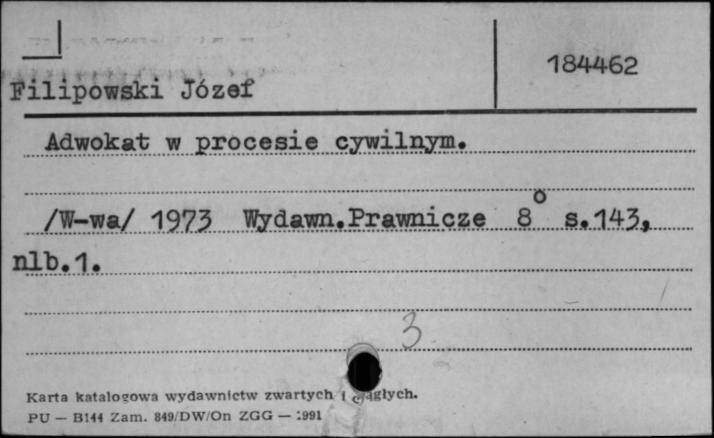 184462
Filipowski Józef
Adwokat w procesie cywilnym.
/W-wa/ 1973 Wydawn.Prawnicze 8° s.143,
nlb.1.
3
Karta katalogowa wydawnictw zwartych i ciągłych.
PU — B144 Zam. 849/DW/On ZGG — 1991